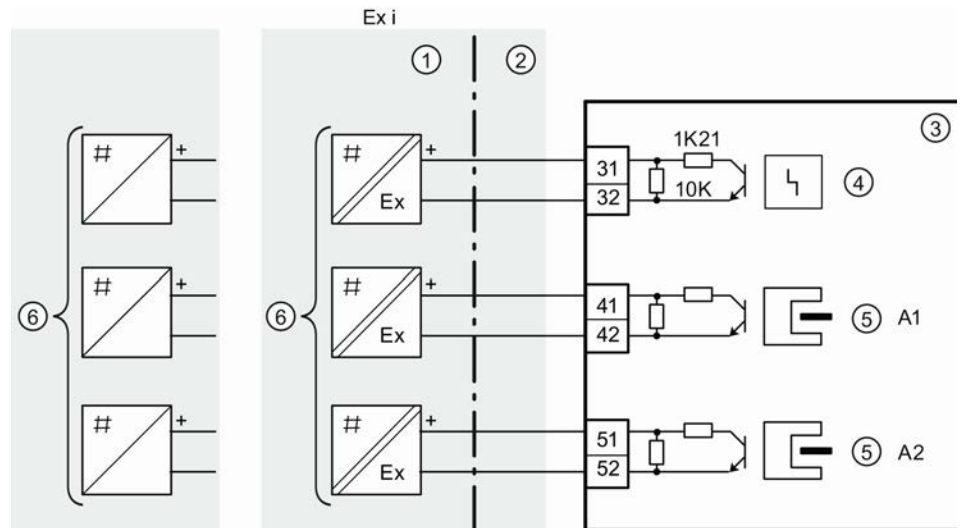 Ex i
① ②
③
# + # + 31 1K21
Ex 32 10K ④
# + # + 41
⑥ ⑥ Ex 42 ⑤ A1
# + # + 51
Ex 52 ⑤ A2